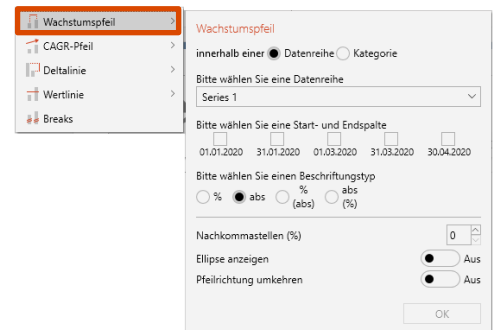 Wachstumspfeil
CAGR-Pfeil
Deltalinie
Wertlinie
Breaks
Wachstumspfeil
innerhalb einer Datenreihe Kategorie
Bitte wählen Sie eine Datenreihe
Series 1
Bitte wählen Sie eine Start- und Endspalte
01.01.2020 31.01.2020 01.03.2020 31.03.2020 30.04.2020
Bitte wählen Sie einen Beschriftungstyp
% abs % (abs) abs (%)
Nachkommastellen (%) 0
Ellipse anzeigen Aus
Pfeilrichtung umkehren Aus
OK